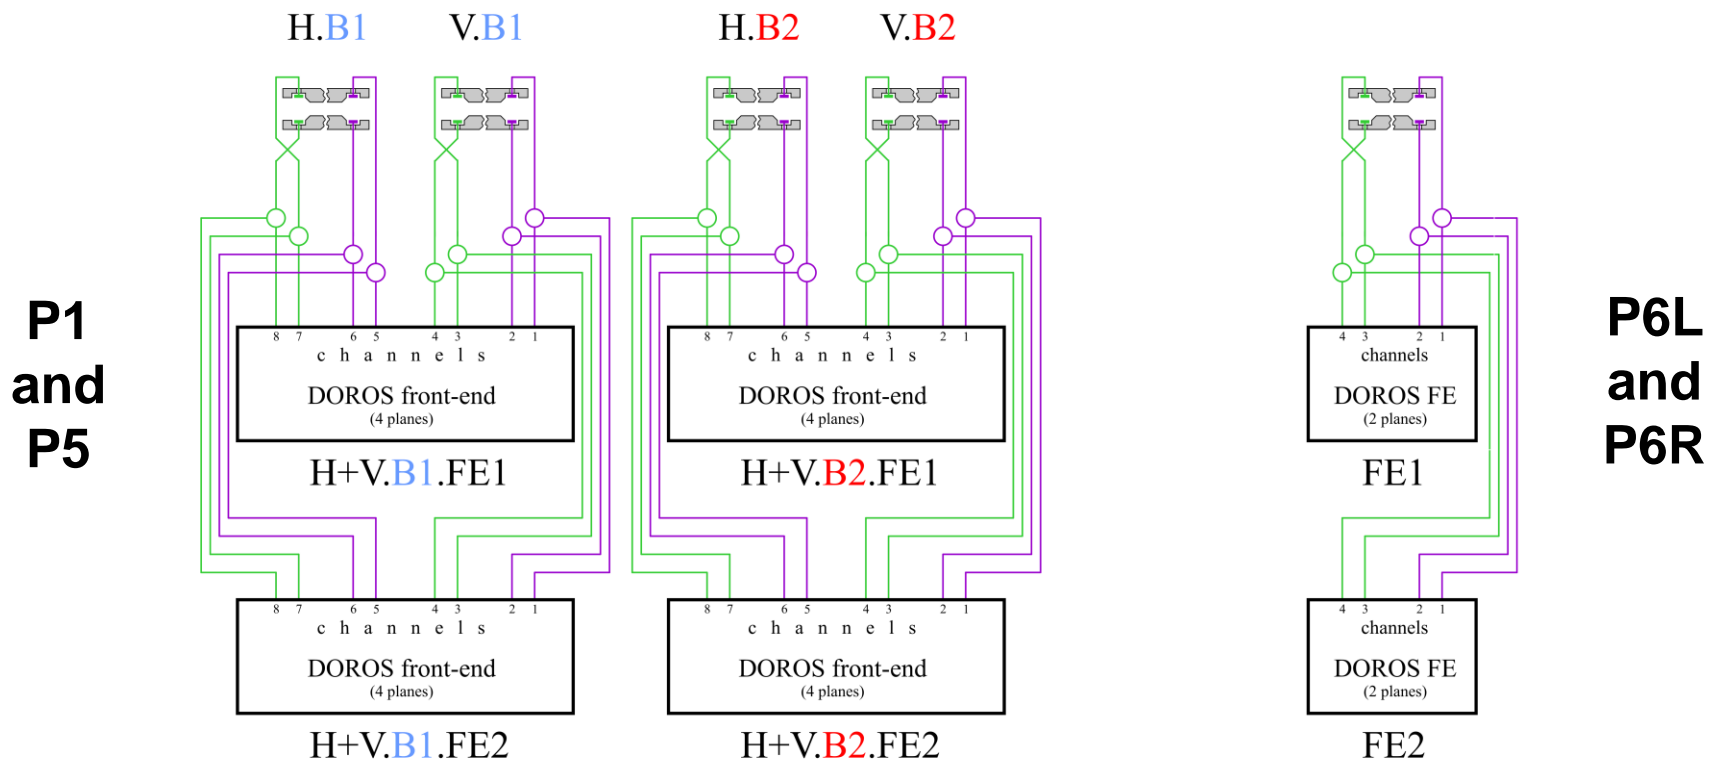 H.B1 V.B1 H.B2 V.B2
P1
and
P5
8 7 6 5 4 3 2 1
channels
DOROS front-end
(4 planes)
H+V.B1.FE1
8 7 6 5 4 3 2 1
channels
DOROS front-end
(4 planes)
H+V.B1.FE2
8 7 6 5 4 3 2 1
channels
DOROS front-end
(4 planes)
H+V.B2.FE1
8 7 6 5 4 3 2 1
channels
DOROS front-end
(4 planes)
H+V.B2.FE2
4 3 2 1
channels
DOROS FE
(2 planes)
FE1
4 3 2 1
channels
DOROS FE
(2 planes)
FE2
P6L
and
P6R